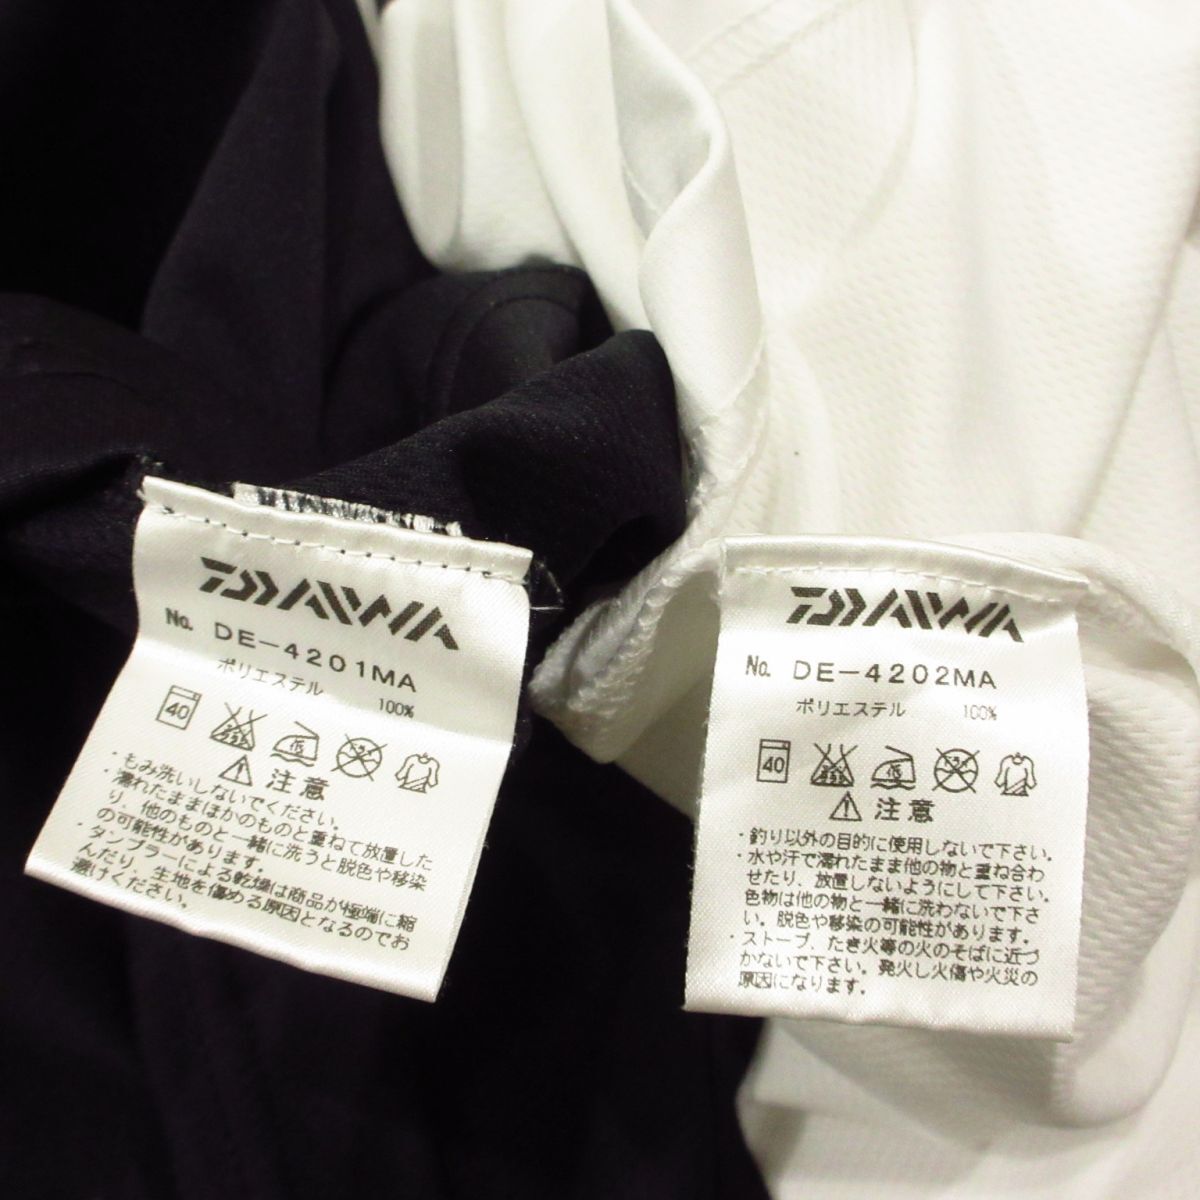 DAIWA
No. DE-4201MA
ポリエステル 100%
40
⚠ 注意
・もみ洗いしないでください。
・濡れたままほかのものと重ねて放置した
り、他のものと一緒に洗うと脱色や移染
の可能性があります。
・タンブラーによる乾燥は商品が極端に縮
んだり、生地を傷める原因となるのでお
避けください。
DAIWA
No. DE-4202MA
ポリエステル 100%
40
⚠ 注意
・釣り以外の目的に使用しないで下さい。
・水や汗で濡れたまま他の物と重ね合わ
せたり、放置しないようにして下さい。
色物は他の物と一緒に洗わないで下さ
い。脱色や移染の可能性があります。
・ストーブ、たき火等の火のそばに近づ
かないで下さい。発火し火傷や火災の
原因になります。